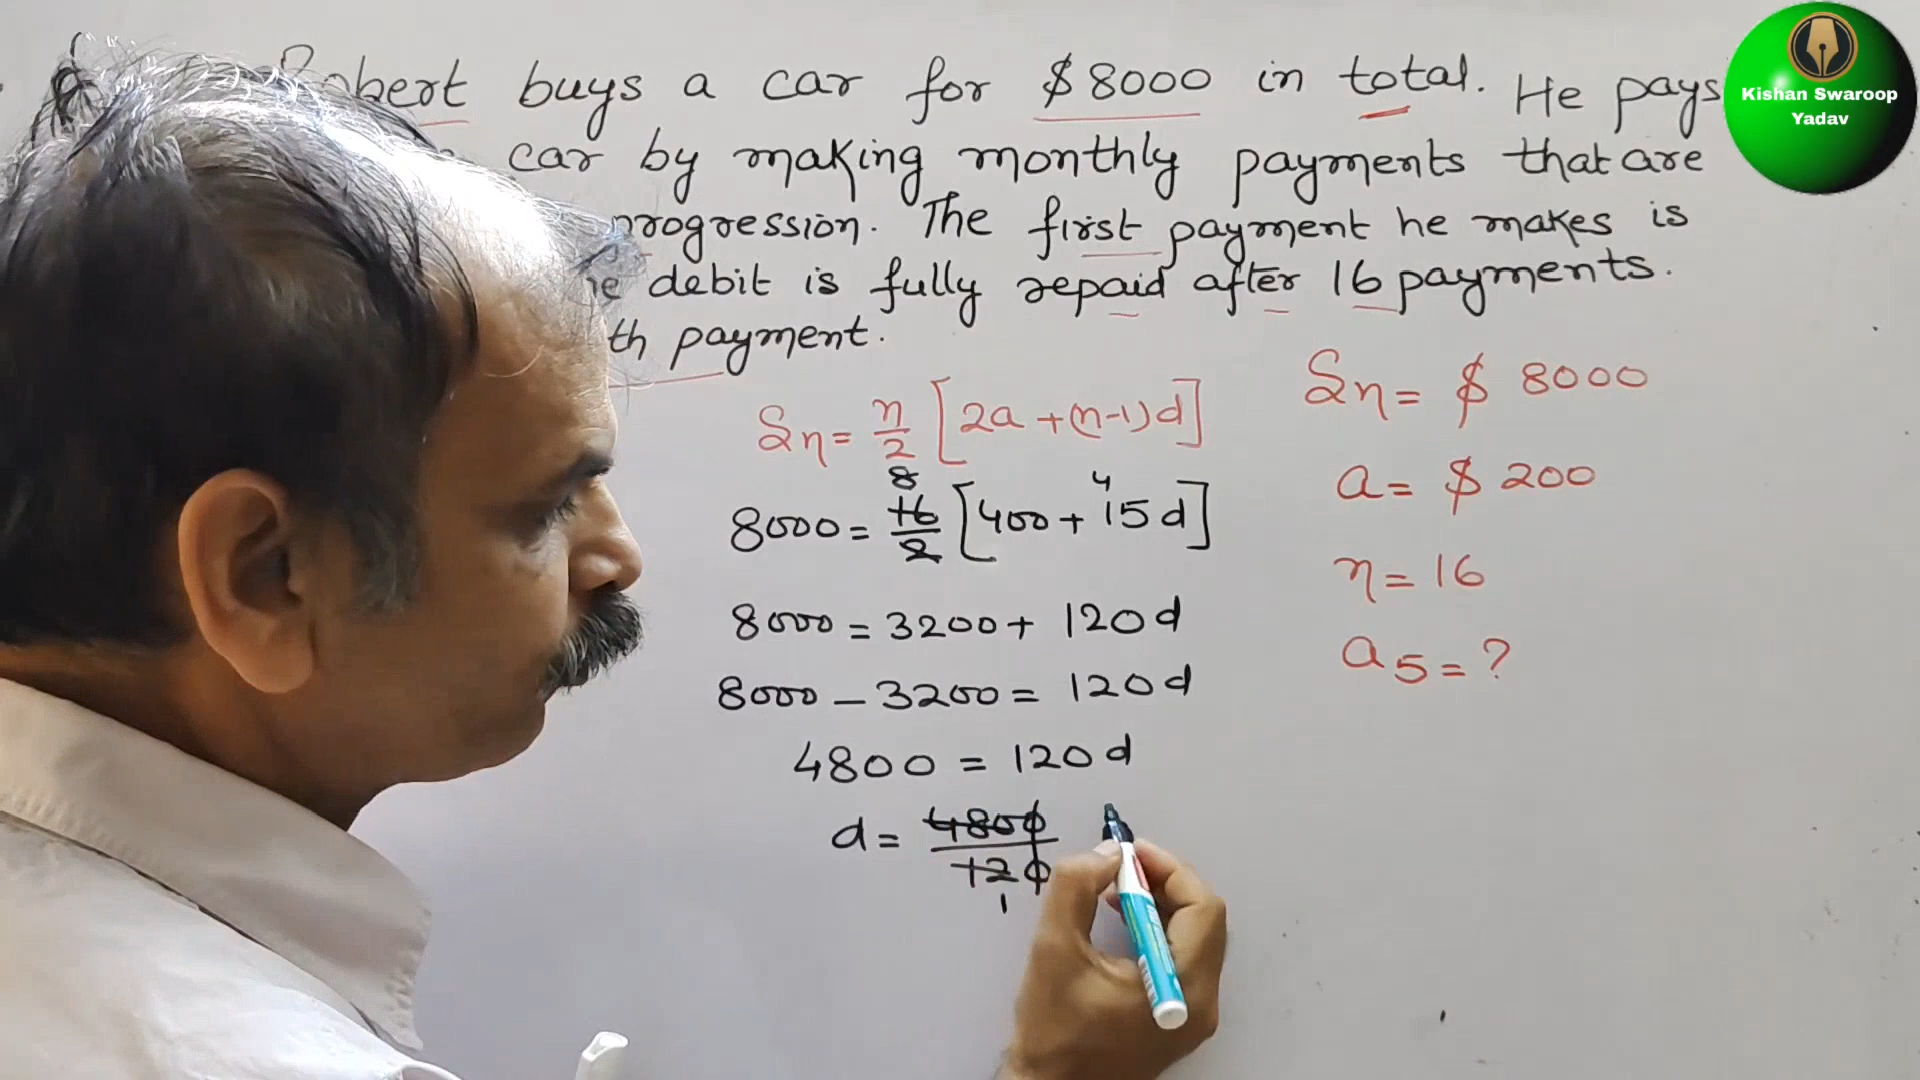 Robert buys a car for $8000 in total. He pays
car by making monthly payments that are
progression. The first payment he makes is
debit is fully repaid after 16 payments.
th payment.
Sn = n/2 [2a + (n-1)d]
8000 = 16/2 [400 + 15d]
8
4
8000 = 3200 + 120d
8000 - 3200 = 120d
4800 = 120d
d = 4800/120
1
Sn = $ 8000
a = $ 200
n = 16
a5 = ?
Kishan Swaroop
Yadav